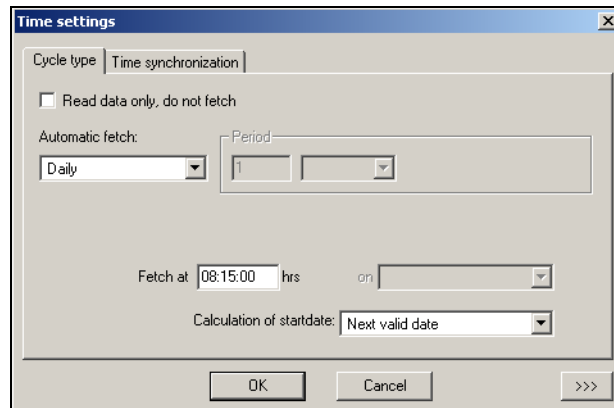 Time settings
Cycle type Time synchronization
Read data only, do not fetch
Automatic fetch: Period
Daily 1
Fetch at 08:15:00 hrs on
Calculation of startdate: Next valid date
OK Cancel >>>